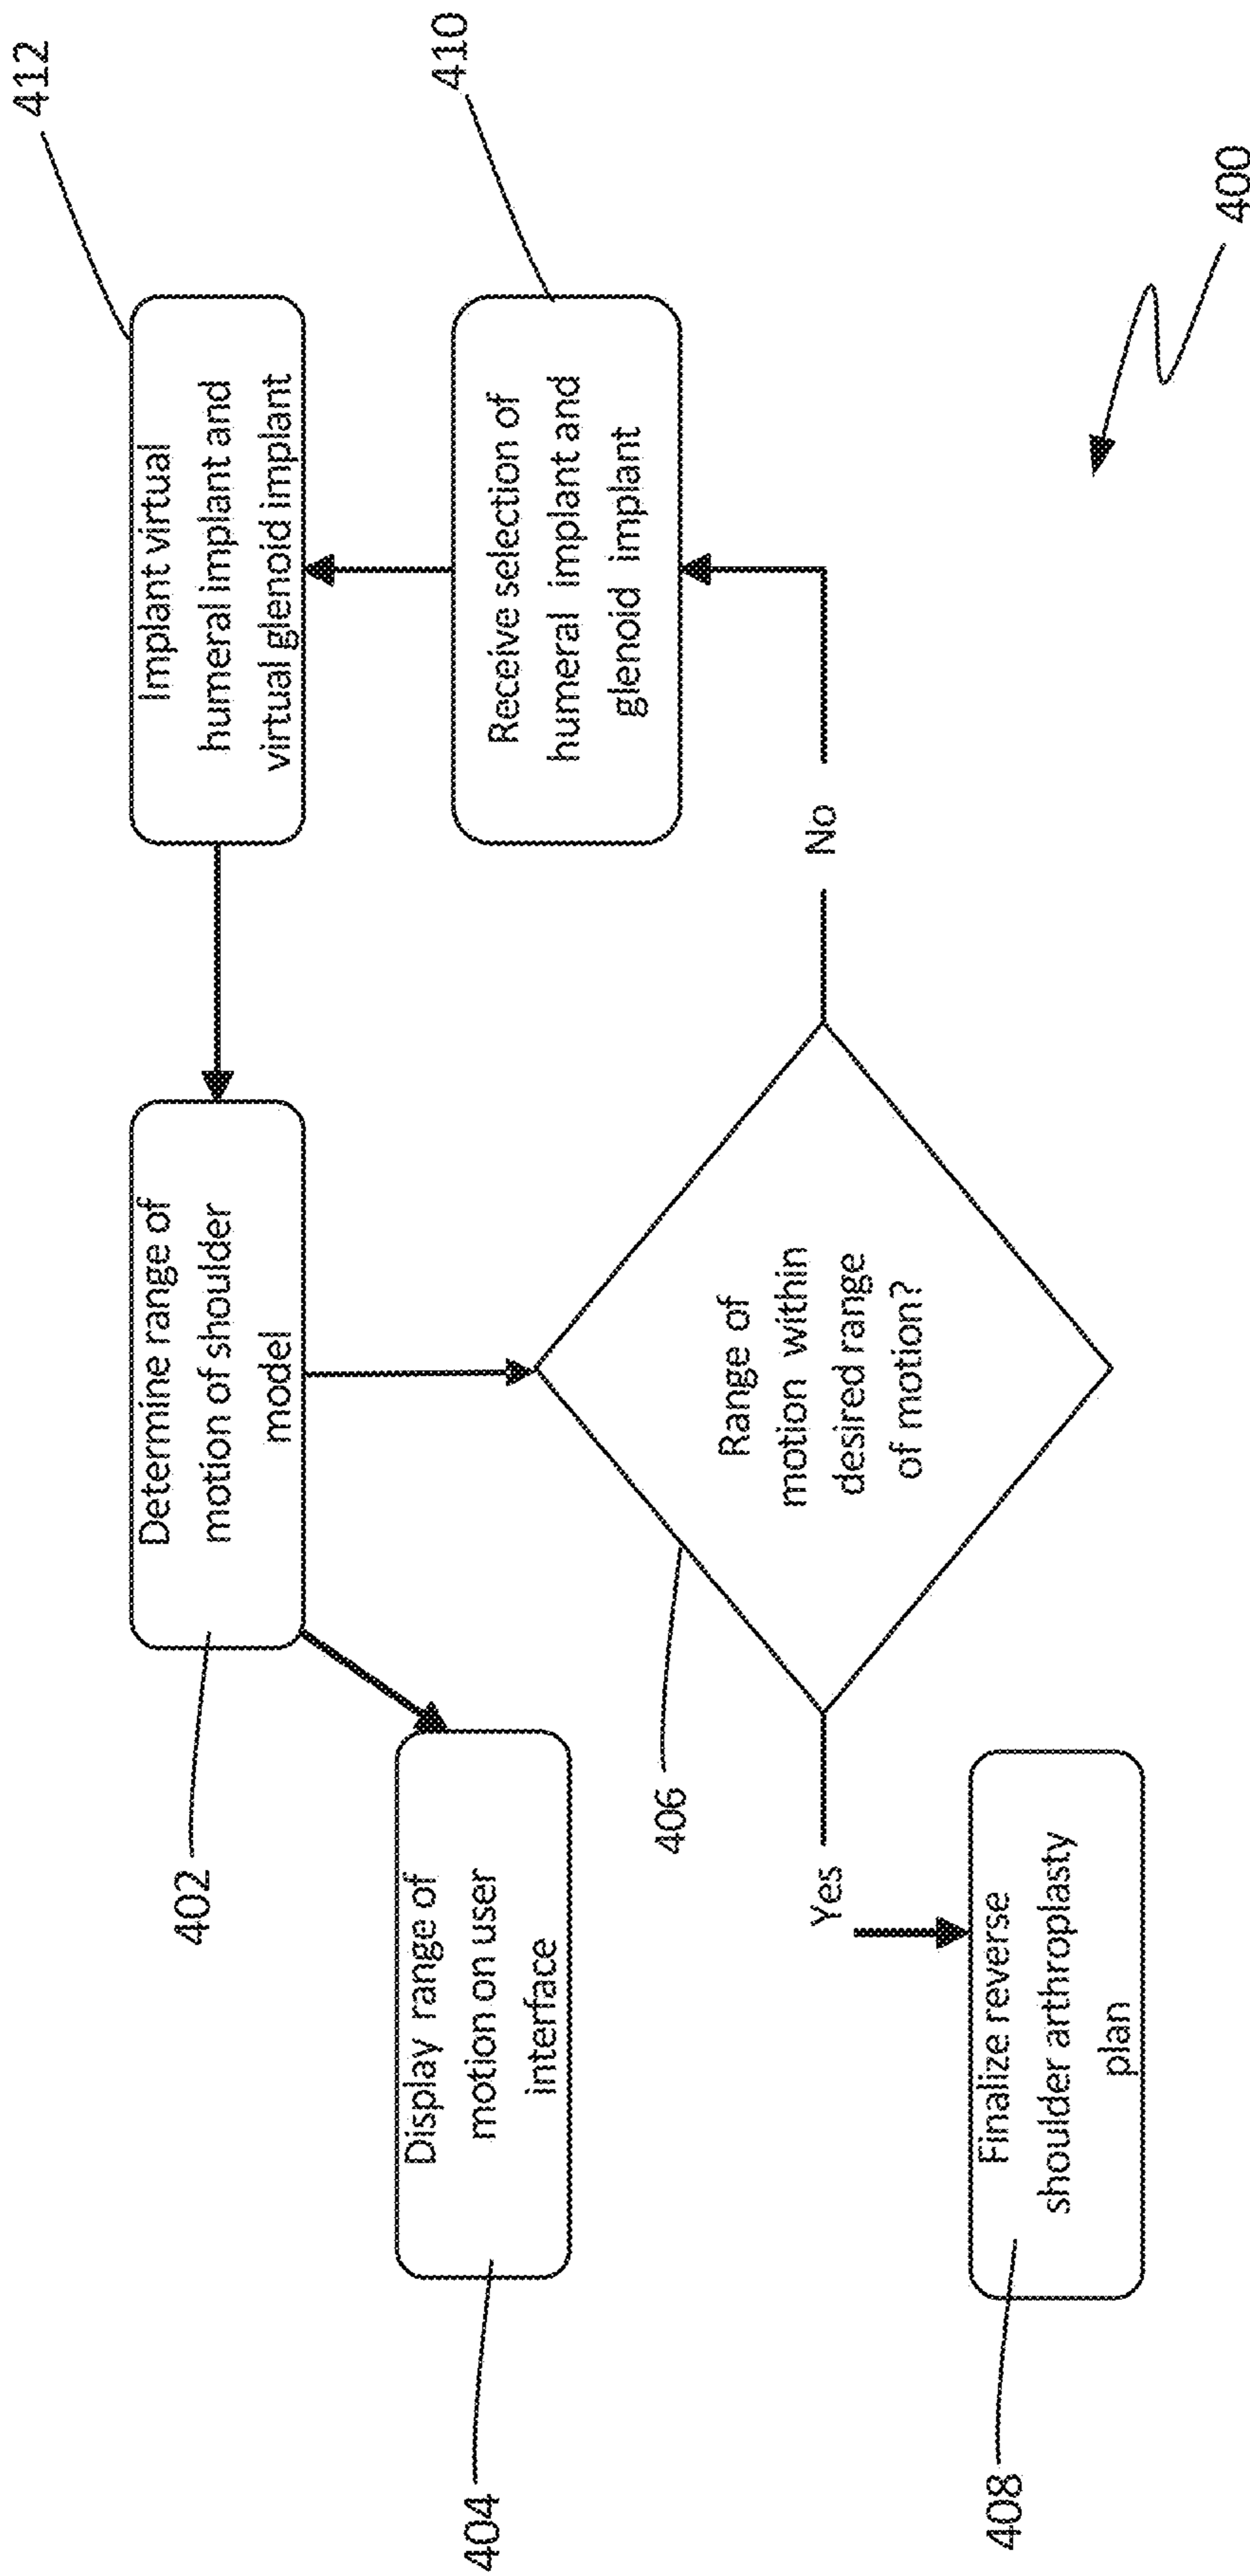 402
Determine range of
motion of shoulder
model
412
Implant virtual
humeral implant and
virtual glenoid implant
404
Display range of
motion on user
interface
410
Receive selection of
humeral implant and
glenoid implant
406
Range of
motion within
desired range
of motion?
Yes
No
408
Finalize reverse
shoulder arthroplasty
plan
400